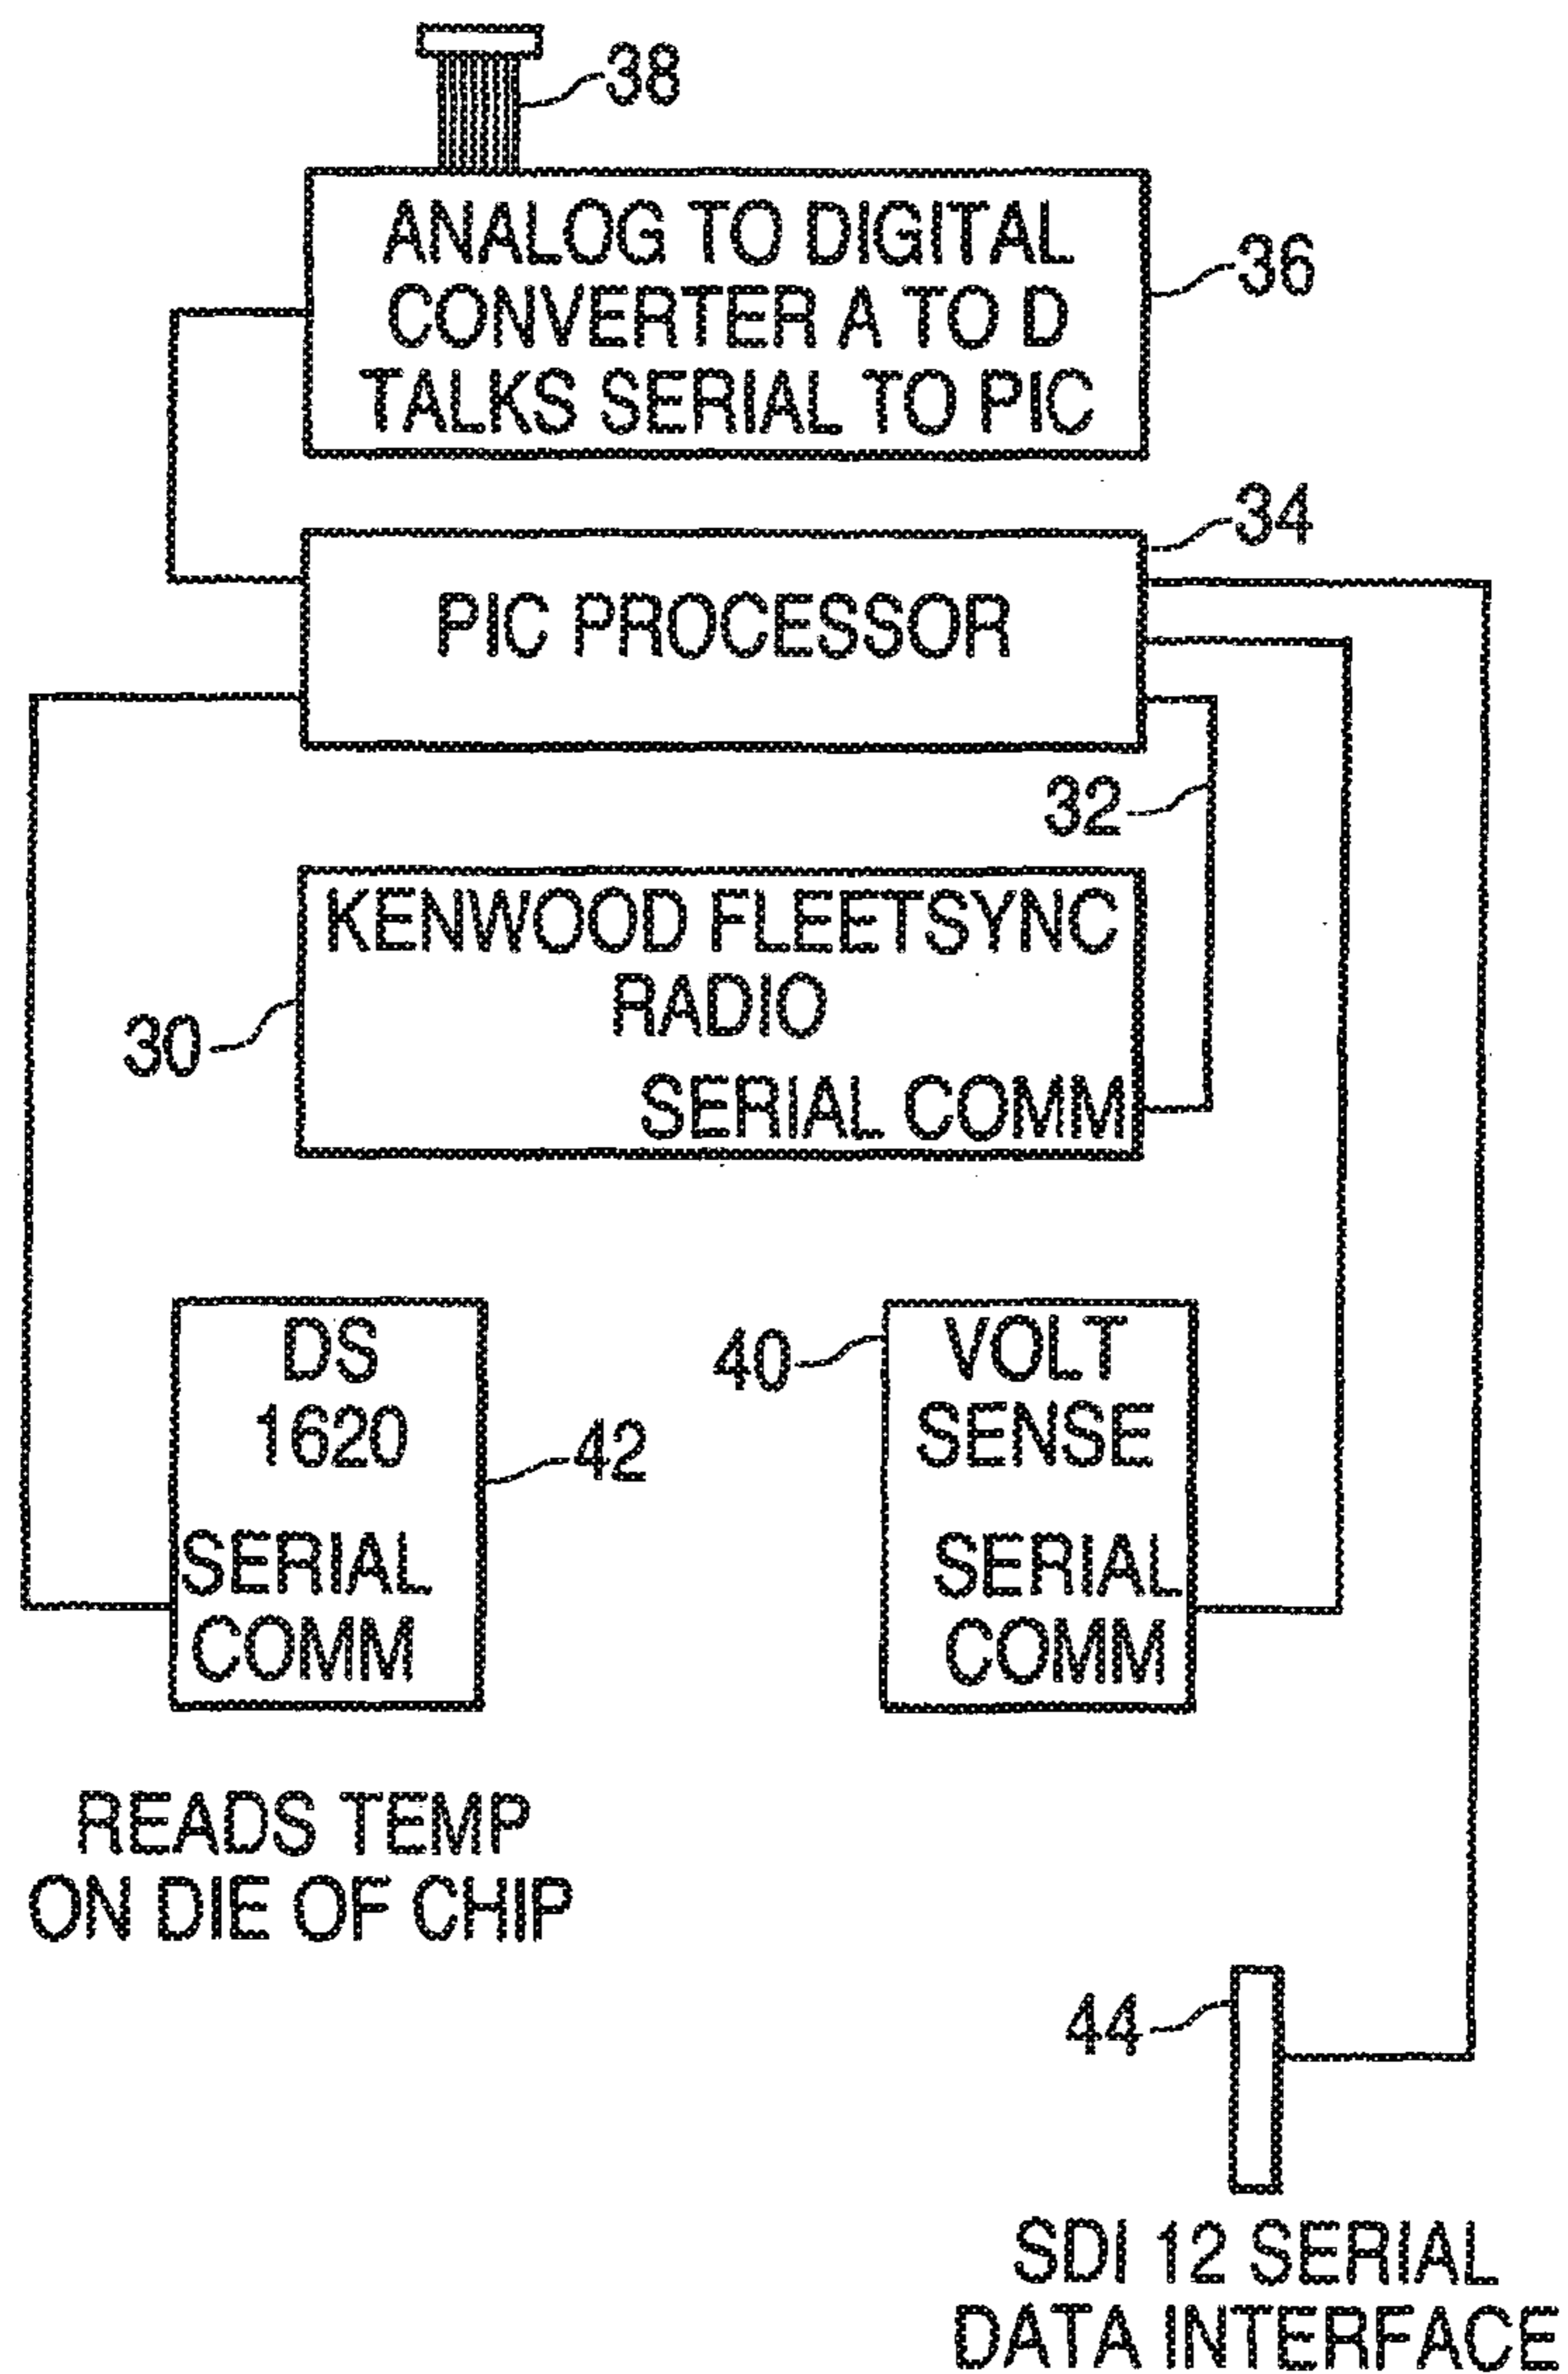 38
ANALOG TO DIGITAL
CONVERTER A TO D
TALKS SERIAL TO PIC
36
34
PIC PROCESSOR
32
KENWOOD FLEETSYNC
RADIO
SERIAL COMM
30
DS
1620
SERIAL
COMM
42
40
VOLT
SENSE
SERIAL
COMM
READS TEMP
ON DIE OF CHIP
44
SDI 12 SERIAL
DATA INTERFACE